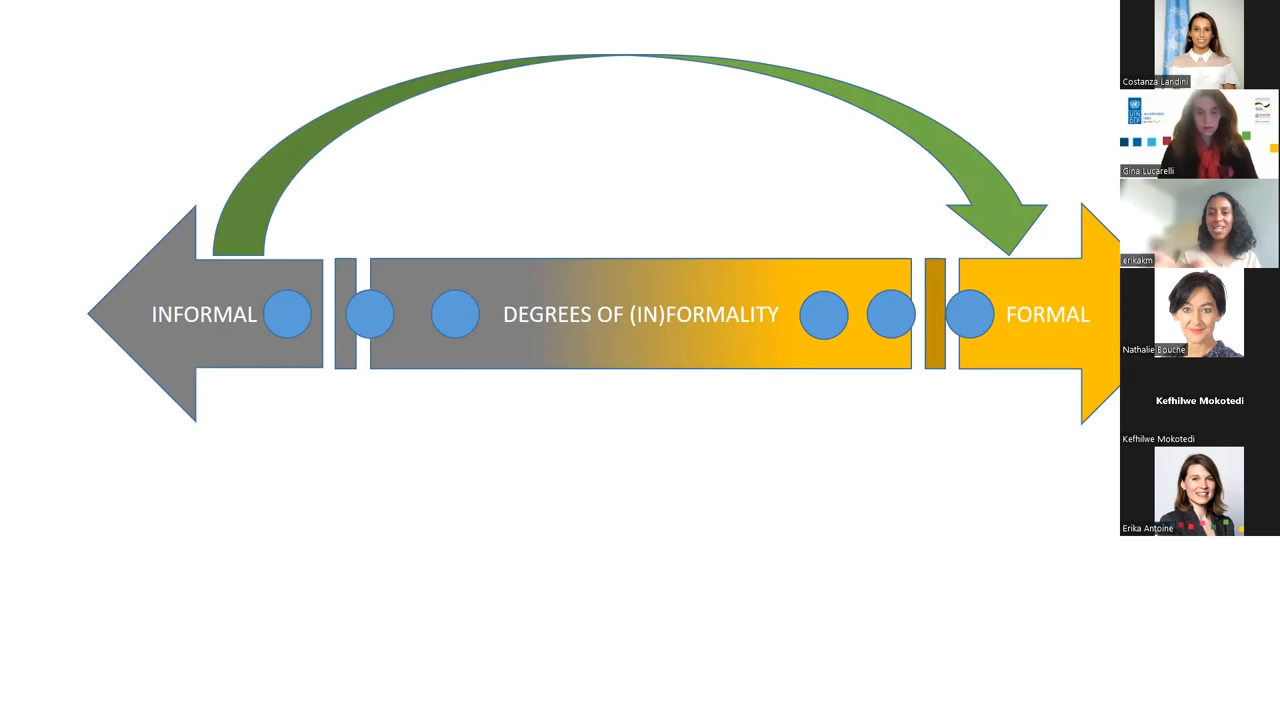 INFORMAL
DEGREES OF (IN)FORMALITY
FORMAL
Costanza Landini
Gina Lucarelli
erikakm
Nathalie Bouche
Kefhilwe Mokotedi
Kefhilwe Mokotedi
Erika Antoine